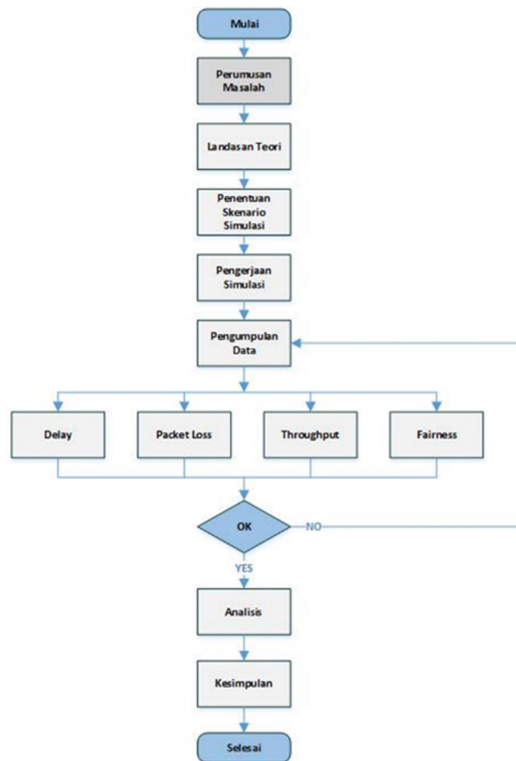 Mulai
Perumusan
Masalah
Landasan Teori
Penentuan
Skenario
Simulasi
Pengerjaan
Simulasi
Pengumpulan
Data
Delay
Packet Loss
Throughput
Fairness
OK
NO
YES
Analisis
Kesimpulan
Selesai